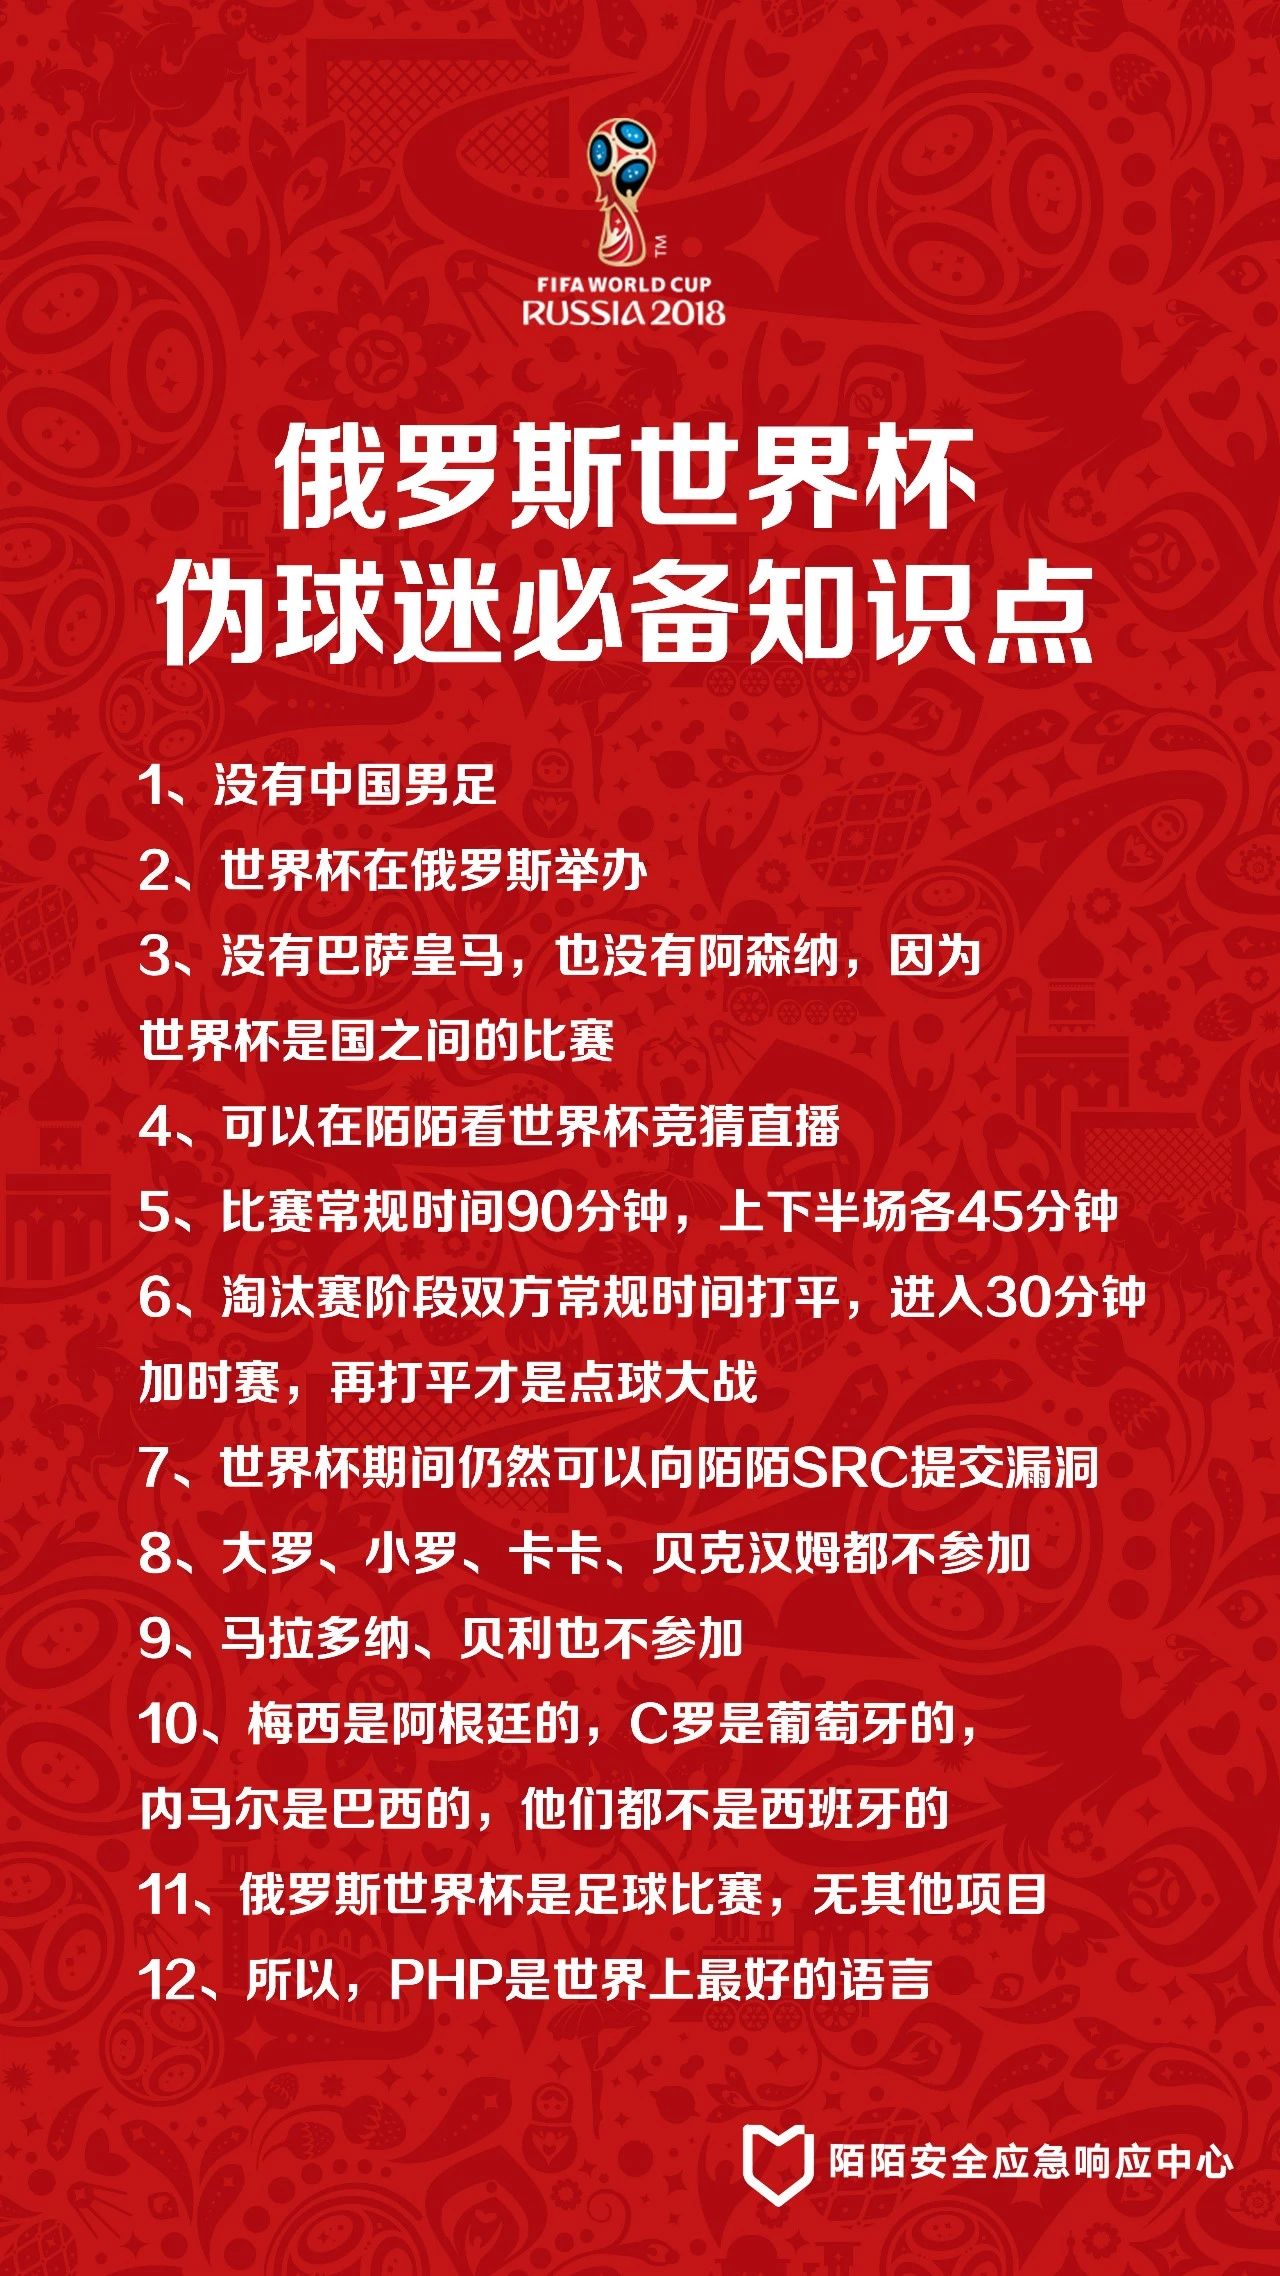 TM
FIFA WORLD CUP
RUSSIA 2018
俄罗斯世界杯
伪球迷必备知识点
1、没有中国男足
2、世界杯在俄罗斯举办
3、没有巴萨皇马，也没有阿森纳，因为
世界杯是国之间的比赛
4、可以在陌陌看世界杯竞猜直播
5、比赛常规时间90分钟，上下半场各45分钟
6、淘汰赛阶段双方常规时间打平，进入30分钟
加时赛，再打平才是点球大战
7、世界杯期间仍然可以向陌陌SRC提交漏洞
8、大罗、小罗、卡卡、贝克汉姆都不参加
9、马拉多纳、贝利也不参加
10、梅西是阿根廷的，C罗是葡萄牙的，
内马尔是巴西的，他们都不是西班牙的
11、俄罗斯世界杯是足球比赛，无其他项目
12、所以，PHP是世界上最好的语言
陌陌安全应急响应中心